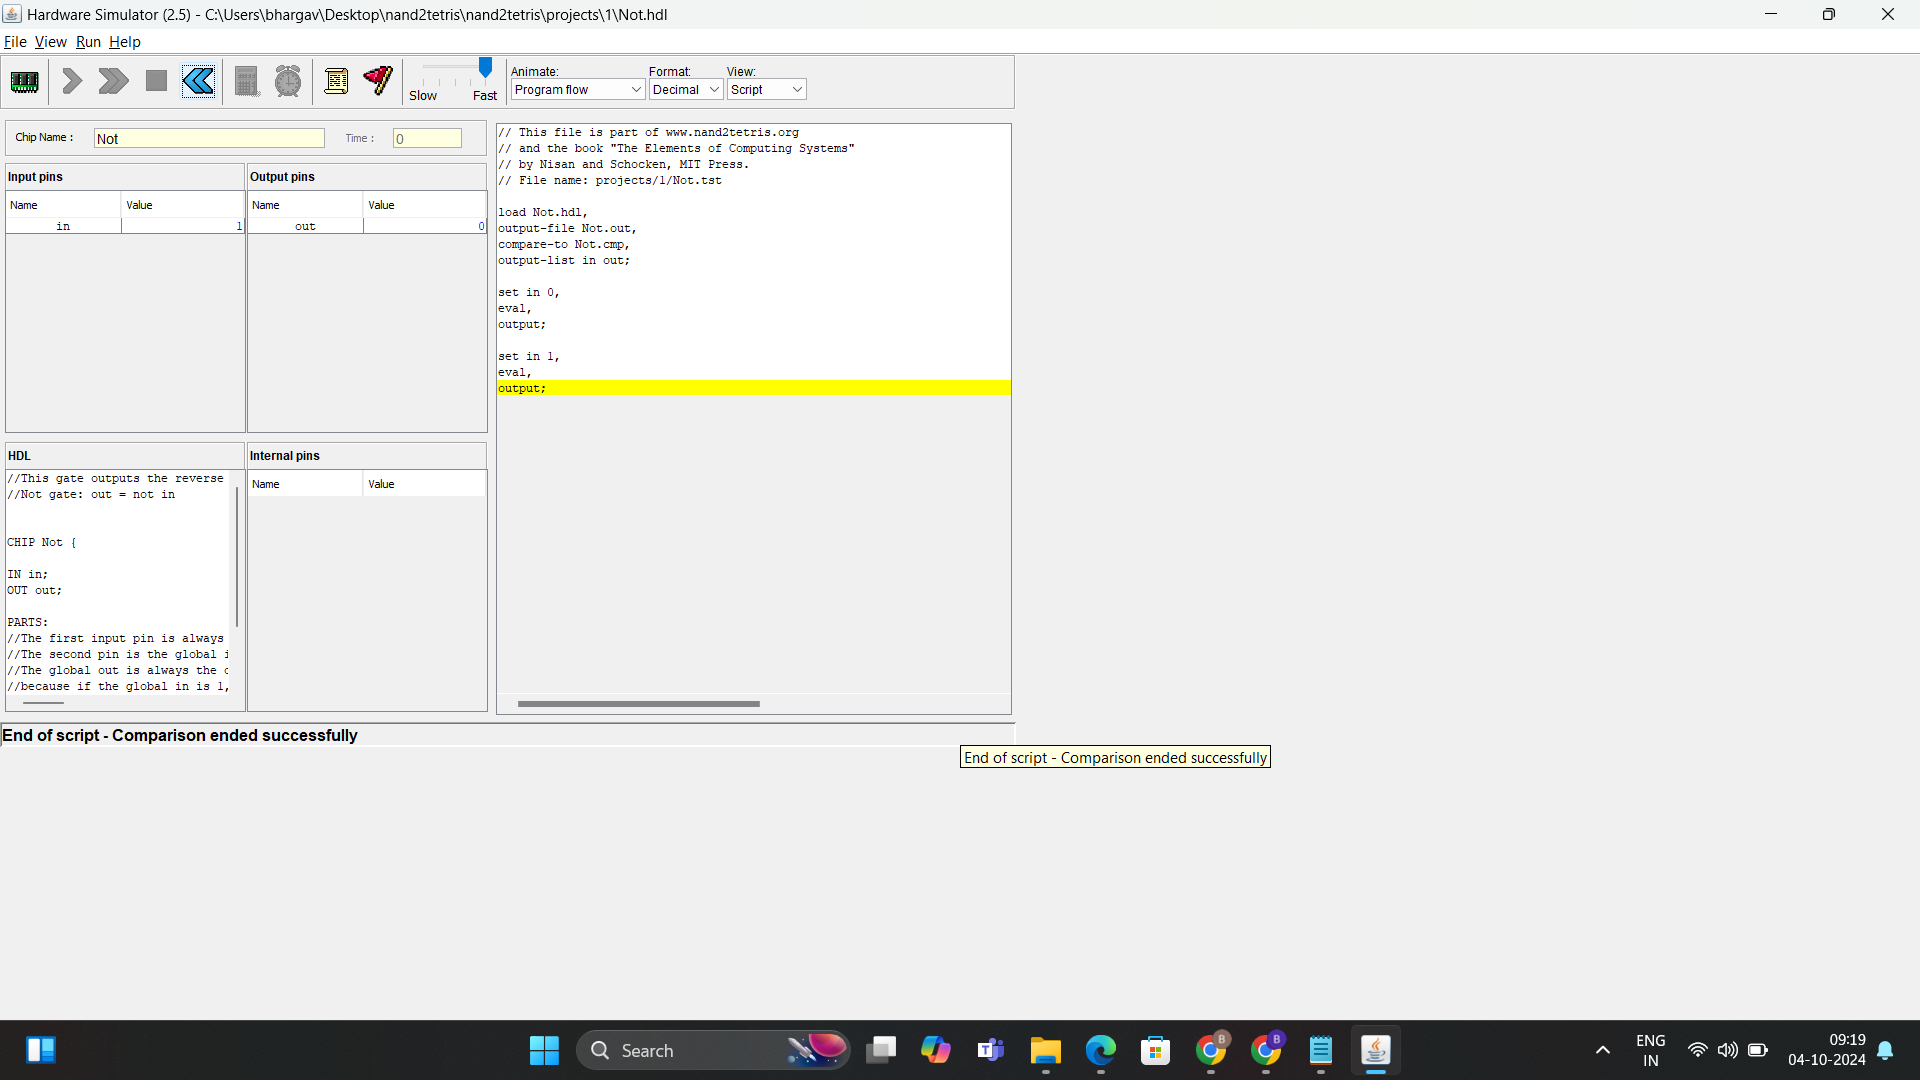 Hardware Simulator (2.5) - C:\Users\bhargav\Desktop\nand2tetris\nand2tetris\projects\1\Not.hdl
File View Run Help
Slow Fast
Animate: Format: View:
Program flow Decimal Script
Chip Name : Not Time : 0
Input pins
Name Value
in 1
Output pins
Name Value
out 0
HDL
//This gate outputs the reverse
//Not gate: out = not in
CHIP Not {
IN in;
OUT out;
PARTS:
//The first input pin is always
//The second pin is the global
//The global out is always the
//because if the global in is 1,
Internal pins
Name Value
// This file is part of www.nand2tetris.org
// and the book "The Elements of Computing Systems"
// by Nisan and Schocken, MIT Press.
// File name: projects/1/Not.tst
load Not.hdl,
output-file Not.out,
compare-to Not.cmp,
output-list in out;
set in 0,
eval,
output;
set in 1,
eval,
output;
End of script - Comparison ended successfully
End of script - Comparison ended successfully
Search
B
B
ENG
IN
09:19
04-10-2024